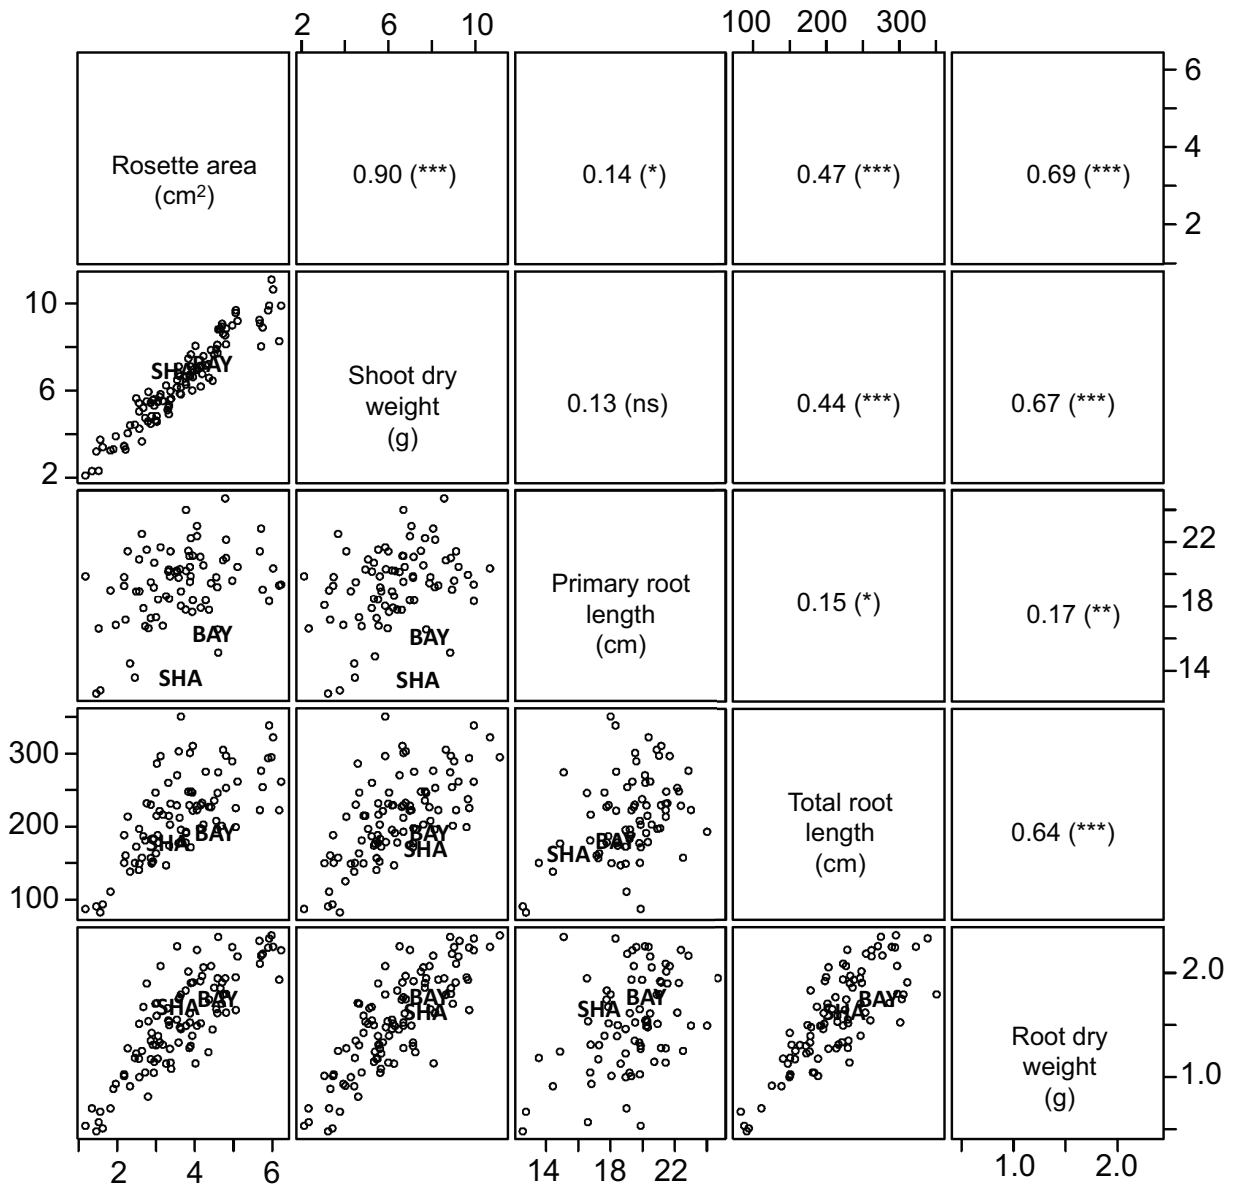 2 6 10 100 200 300
Rosette area
(cm²)
0.90 (***)
0.14 (*)
0.47 (***)
0.69 (***)
6
4
2
10
6
2
SHA
BAY
Shoot dry
weight
(g)
0.13 (ns)
0.44 (***)
0.67 (***)
BAY
SHA
BAY
SHA
Primary root
length
(cm)
0.15 (*)
0.17 (**)
22
18
14
300
200
100
SHA
BAY
BAY
SHA
SHA
BAY
Total root
length
(cm)
0.64 (***)
SHA
BAY
BAY
SHA
SHA
BAY
SHA
BAY
Root dry
weight
(g)
2.0
1.0
2 4 6 14 18 22 1.0 2.0